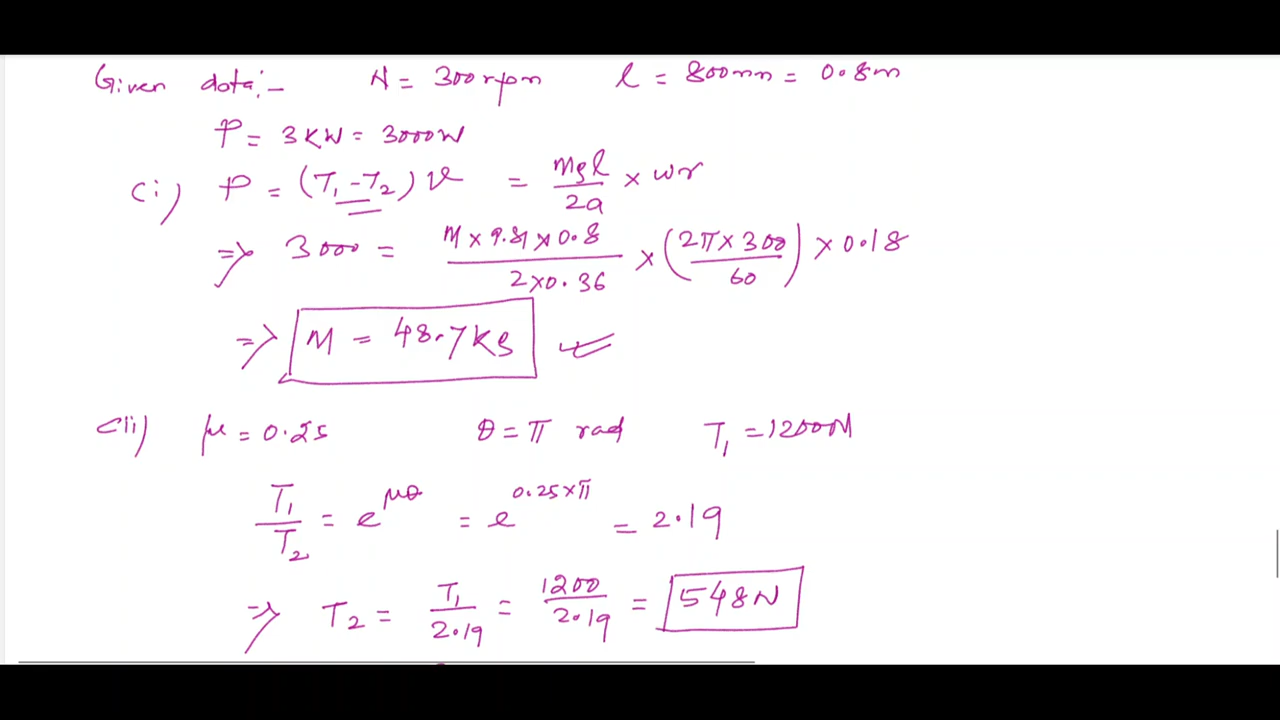 Given data:- N = 300rpm l = 800mm = 0.8m
P = 3KW = 3000W
(i) P = (T₁-T₂) v = Mgl/2a × ωr
⇒ 3000 = M×9.81×0.8/2×0.36 × (2π×300/60) × 0.18
⇒ M = 48.7Kg
(ii) μ = 0.25 θ = π rad T₁ = 1200N
T₁/T₂ = e^μθ = e^0.25×π = 2.19
⇒ T₂ = T₁/2.19 = 1200/2.19 = 548N